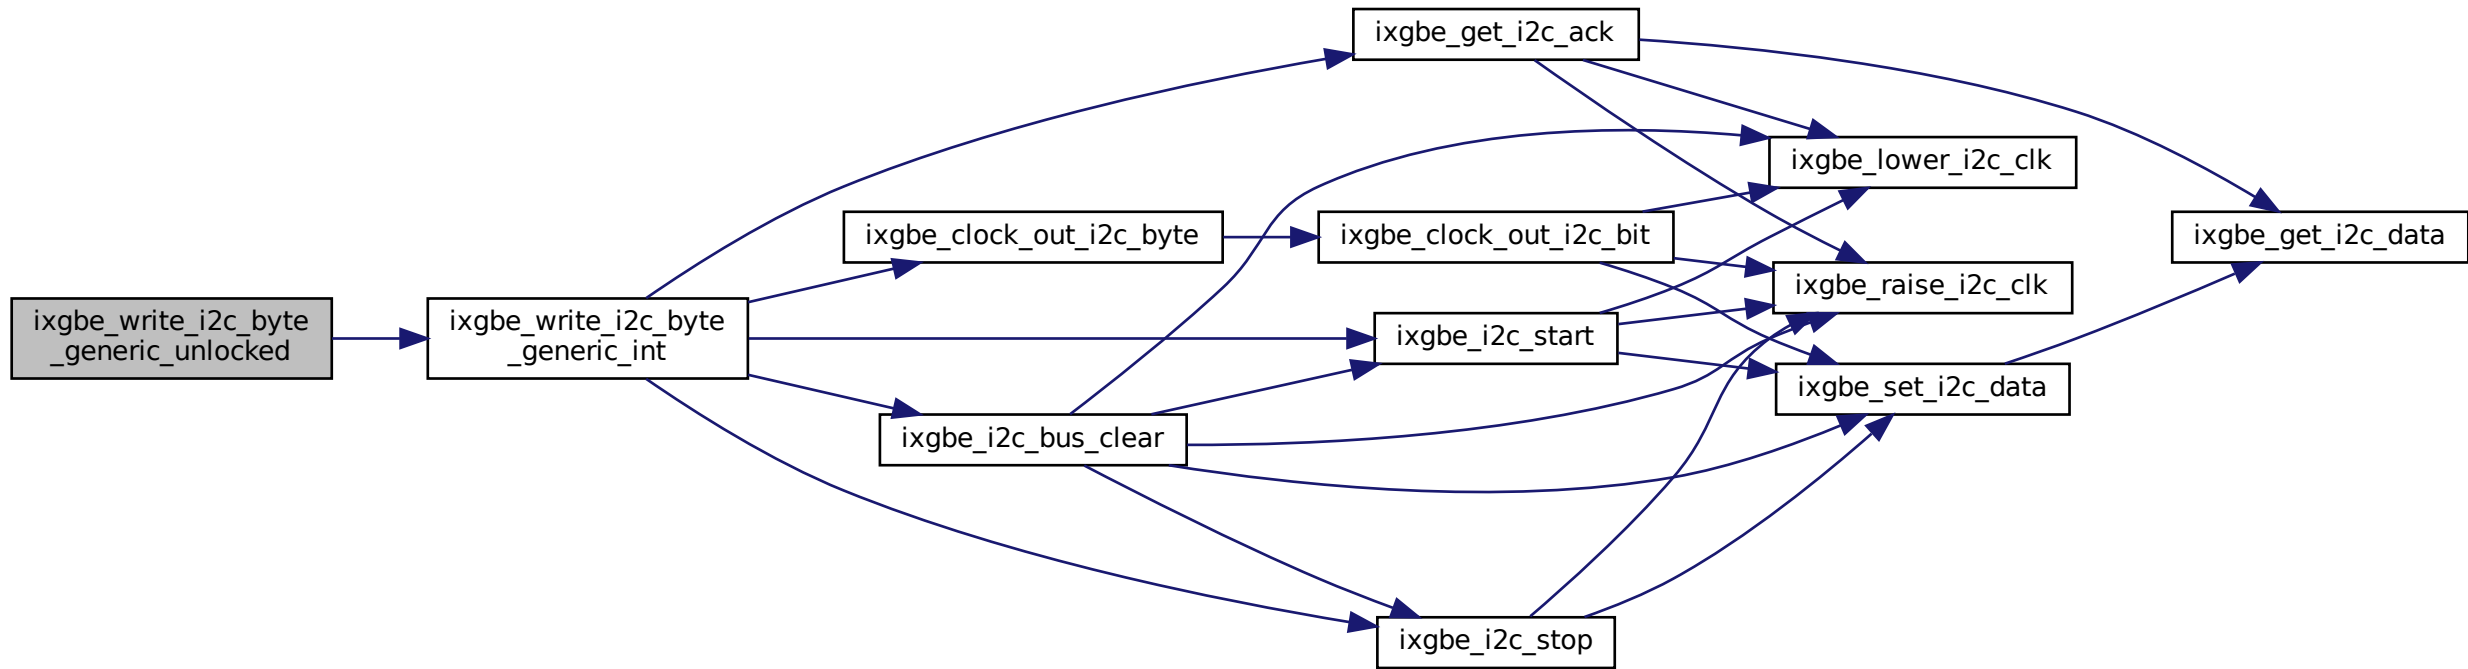 ixgbe_write_i2c_byte
_generic_unlocked
ixgbe_write_i2c_byte
_generic_int
ixgbe_get_i2c_ack
ixgbe_clock_out_i2c_byte
ixgbe_i2c_bus_clear
ixgbe_clock_out_i2c_bit
ixgbe_i2c_start
ixgbe_i2c_stop
ixgbe_lower_i2c_clk
ixgbe_raise_i2c_clk
ixgbe_set_i2c_data
ixgbe_get_i2c_data